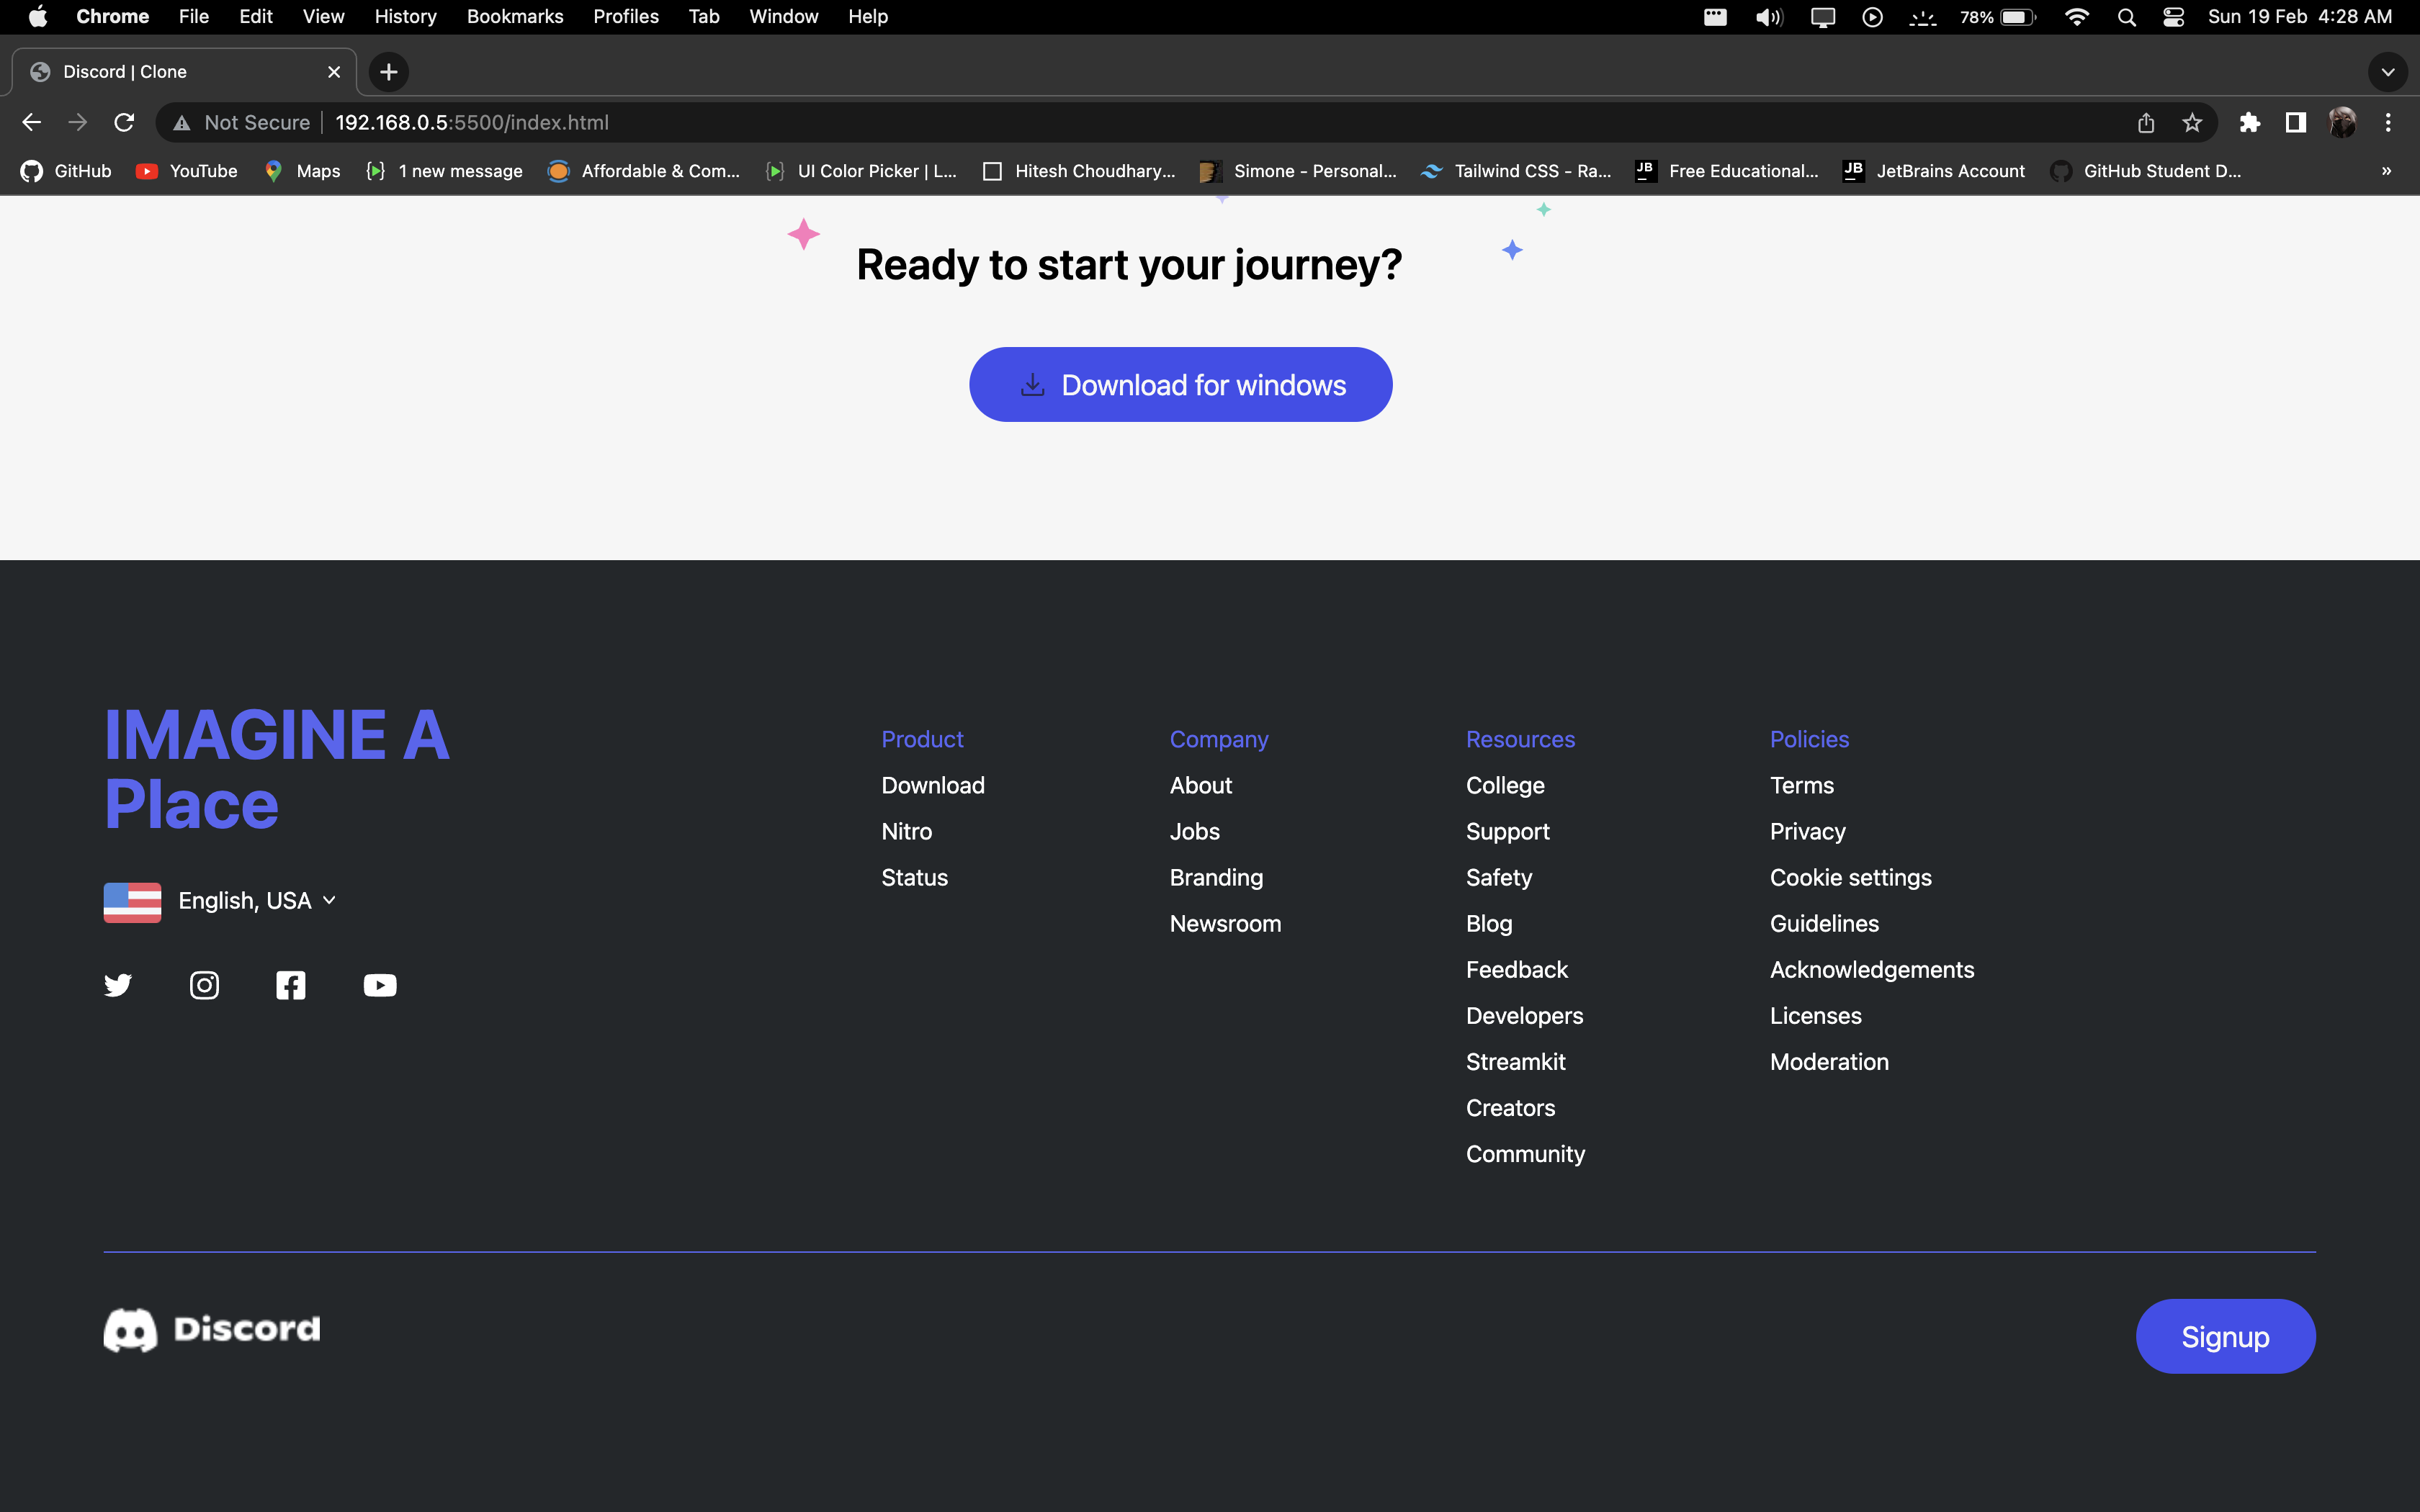 Chrome File Edit View History Bookmarks Profiles Tab Window Help 78% Sun 19 Feb 4:28 AM
Discord | Clone
Not Secure 192.168.0.5:5500/index.html
GitHub YouTube Maps 1 new message Affordable & Com... UI Color Picker | L... Hitesh Choudhary... Simone - Personal... Tailwind CSS - Ra... JB Free Educational... JB JetBrains Account GitHub Student D... »
Ready to start your journey?
Download for windows
IMAGINE A
Place
English, USA
Product
Download
Nitro
Status
Company
About
Jobs
Branding
Newsroom
Resources
College
Support
Safety
Blog
Feedback
Developers
Streamkit
Creators
Community
Policies
Terms
Privacy
Cookie settings
Guidelines
Acknowledgements
Licenses
Moderation
Discord
Signup